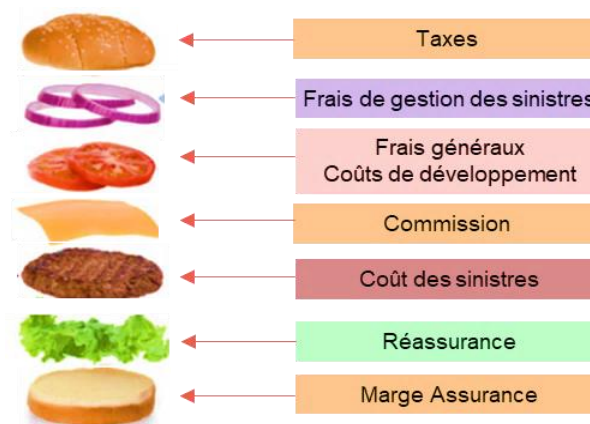 Taxes
Frais de gestion des sinistres
Frais généraux
Coûts de développement
Commission
Coût des sinistres
Réassurance
Marge Assurance